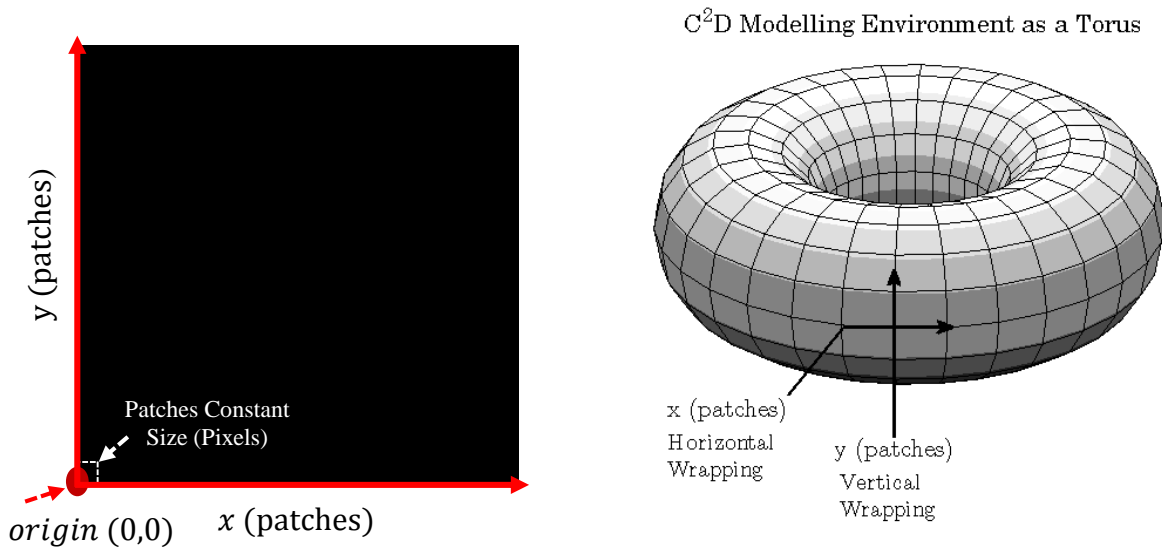 y (patches)
Patches Constant
Size (Pixels)
origin (0,0)
x (patches)
C²D Modelling Environment as a Torus
x (patches)
Horizontal
Wrapping
y (patches)
Vertical
Wrapping